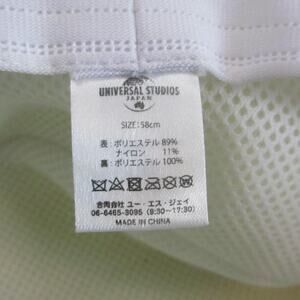 UNIVERSAL STUDIOS
JAPAN
SIZE:58cm
表:ポリエステル 89%
ナイロン 11%
裏:ポリエステル 100%
合同会社 ユー・エス・ジェイ
06-6465-3095 (9:30~17:30)
MADE IN CHINA